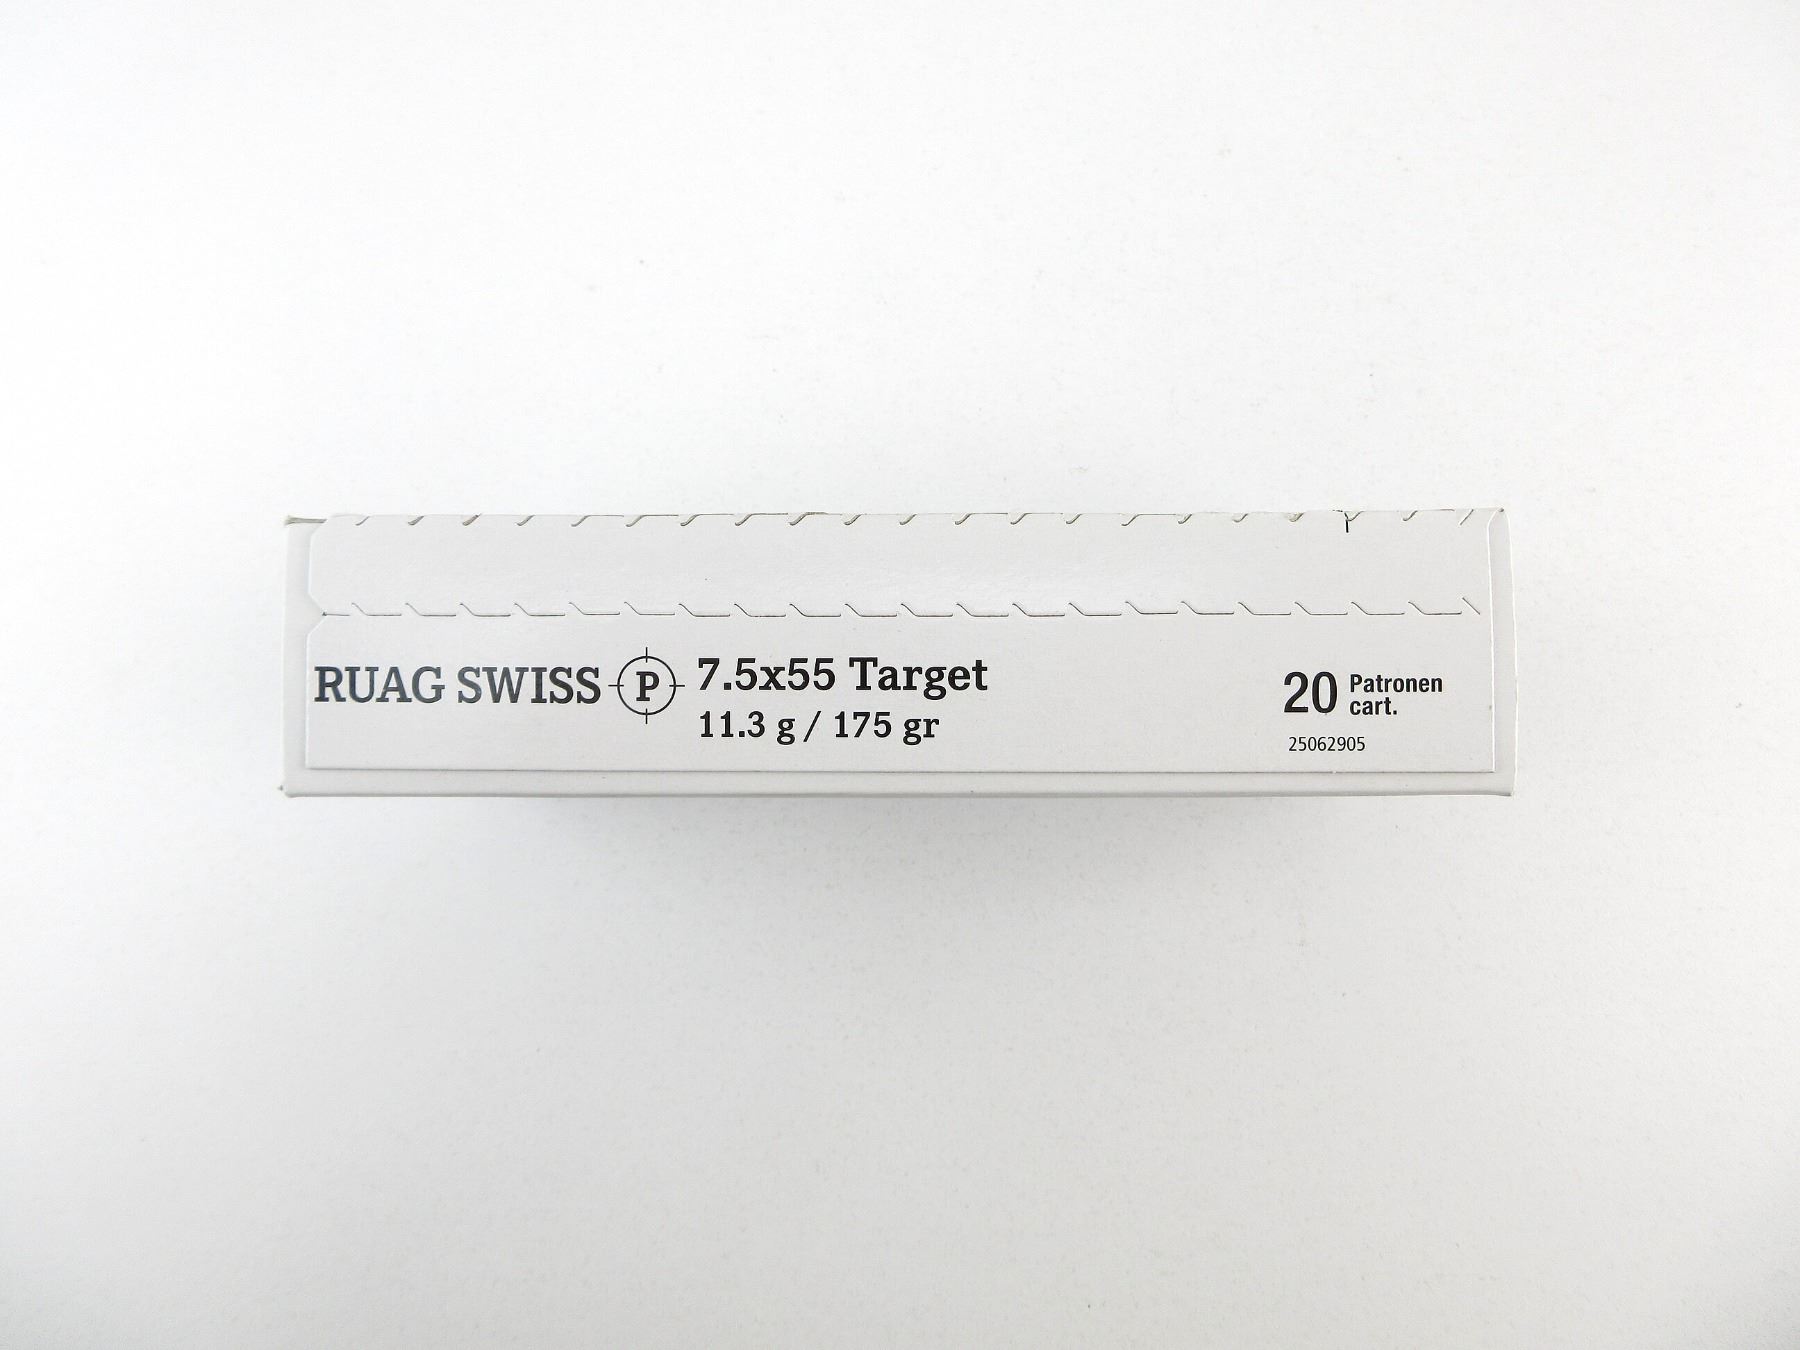 RUAG SWISS P 7.5x55 Target
11.3 g / 175 gr
20 Patronen
cart.
25062905